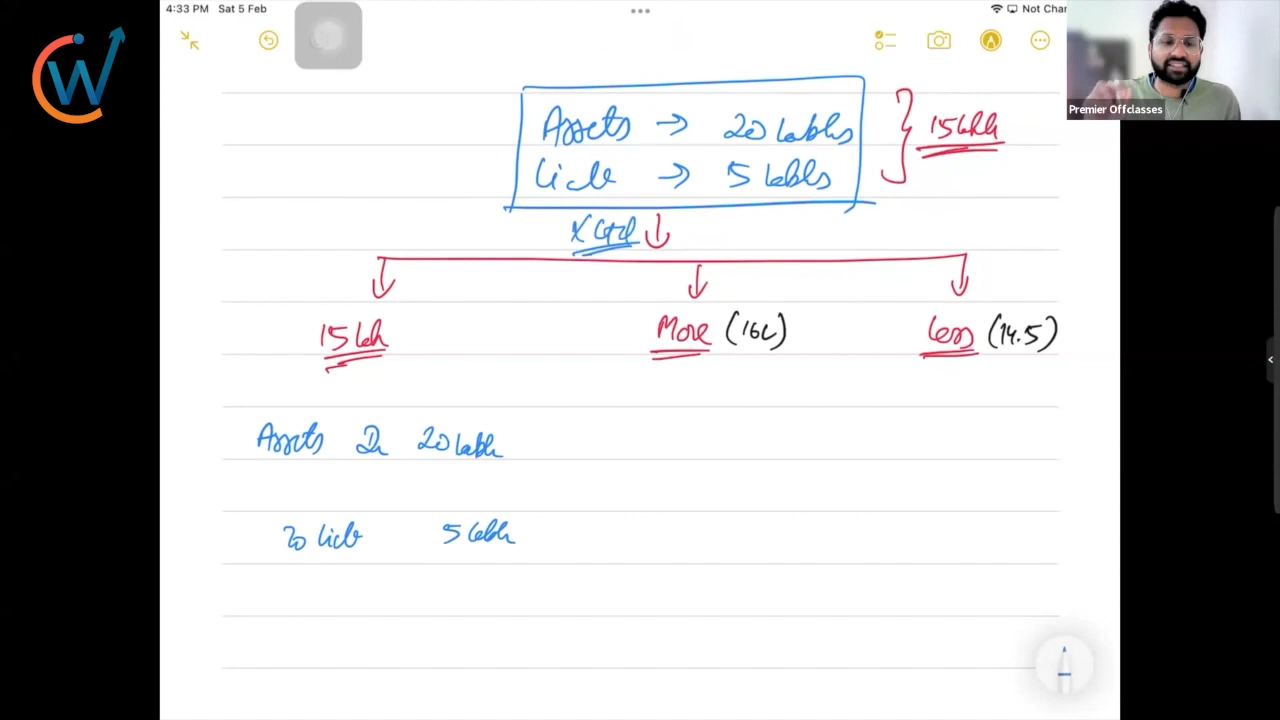 4:33 PM Sat 5 Feb
Not Char
W
Premier Offclasses
Assets → 20 lakhs
15 lakh
Liab → 5 lakhs
X Ltd
15 lakh
More (16L)
Less (14.5)
Assets Dr 20 lakh
To Liab 5 lakh